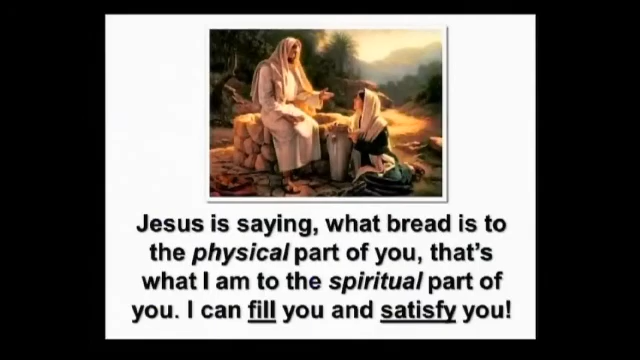 Jesus is saying, what bread is to
the physical part of you, that's
what I am to the spiritual part of
you. I can fill you and satisfy you!